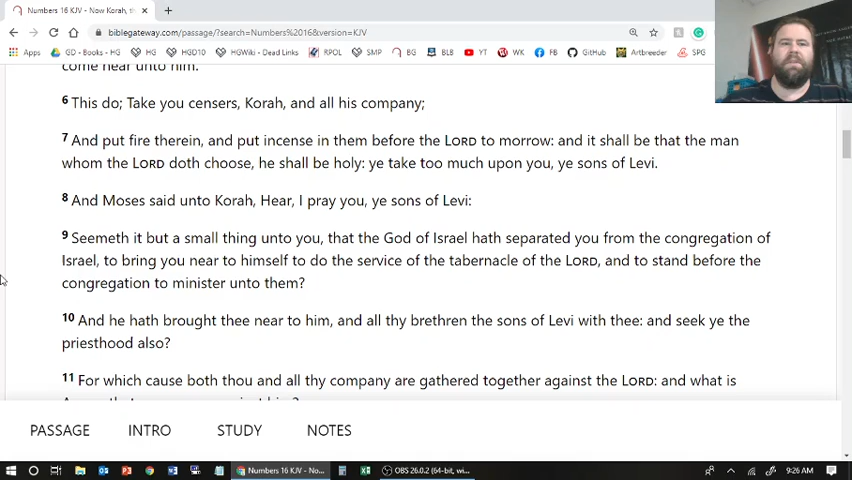 Numbers 16 KJV - Now Korah, th
biblegateway.com/passage/?search=Numbers%2016&version=KJV
Apps GD - Books - HG HG HGD10 HGWiki - Dead Links RPOL SMP BG BLB YT WK FB GitHub Artbreeder SPG
come near unto him.
6 This do; Take you censers, Korah, and all his company;
7 And put fire therein, and put incense in them before the LORD to morrow: and it shall be that the man
whom the LORD doth choose, he shall be holy: ye take too much upon you, ye sons of Levi.
8 And Moses said unto Korah, Hear, I pray you, ye sons of Levi:
9 Seemeth it but a small thing unto you, that the God of Israel hath separated you from the congregation of
Israel, to bring you near to himself to do the service of the tabernacle of the LORD, and to stand before the
congregation to minister unto them?
10 And he hath brought thee near to him, and all thy brethren the sons of Levi with thee: and seek ye the
priesthood also?
11 For which cause both thou and all thy company are gathered together against the LORD: and what is
PASSAGE INTRO STUDY NOTES
Numbers 16 KJV - No... OBS 26.0.2 (64-bit, wi... 9:26 AM